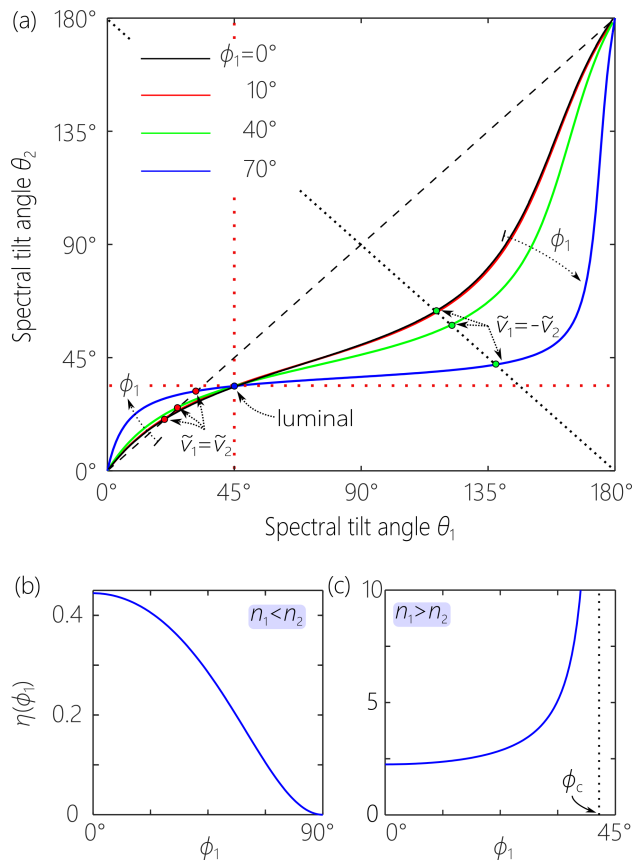 (a)
180°
135°
90°
45°
0°
Spectral tilt angle θ₂
ϕ₁=0°
10°
40°
70°
ϕ₁
ṽ₁=-ṽ₂
ϕ₁
ṽ₁=ṽ₂
luminal
0° 45° 90° 135° 180°
Spectral tilt angle θ₁
(b)
n₁<n₂
0.4
0.2
0
η(ϕ₁)
0° 90°
ϕ₁
(c)
n₁>n₂
10
5
0
ϕc
0° 45°
ϕ₁